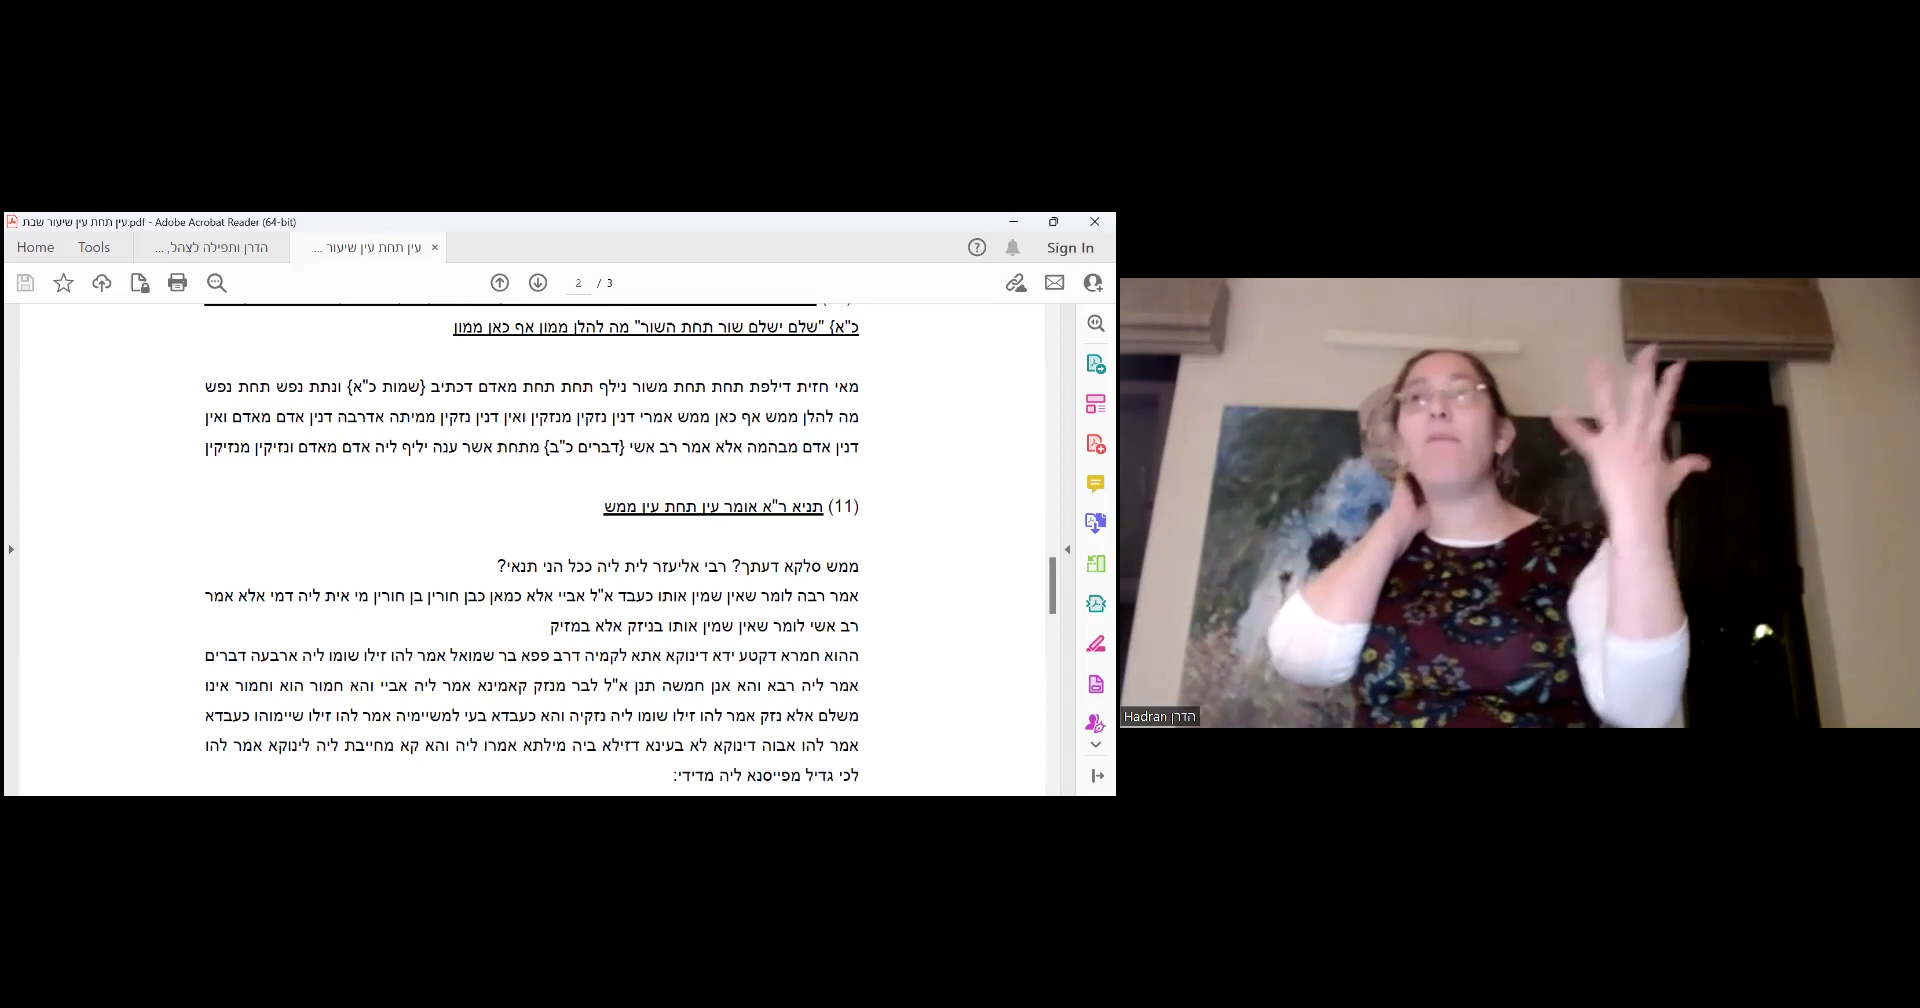 עין תחת עין שיעור שבת.pdf - Adobe Acrobat Reader (64-bit)
Home Tools הדרן ותפילה לצהל, ... עין תחת עין שיעור ... × Sign In
2 / 3
כ"א} "שלם ישלם שור תחת השור" מה להלן ממון אף כאן ממון
מאי חזית דילפת תחת תחת משור נילף תחת תחת מאדם דכתיב {שמות כ"א} ונתת נפש תחת נפש
מה להלן ממש אף כאן ממש אמרי דנין נזקין מנזקין ואין דנין נזקין ממיתה אדרבה דנין אדם מאדם ואין
דנין אדם מבהמה אלא אמר רב אשי {דברים כ"ב} מתחת אשר ענה יליף ליה אדם מאדם ונזיקין מנזיקין
(11) תניא ר"א אומר עין תחת עין ממש
ממש סלקא דעתך? רבי אליעזר לית ליה ככל הני תנאי?
אמר רבה לומר שאין שמין אותו כעבד א"ל אביי אלא כמאן כבן חורין בן חורין מי אית ליה דמי אלא אמר
רב אשי לומר שאין שמין אותו בניזק אלא במזיק
ההוא חמרא דקטע ידא דינוקא אתא לקמיה דרב פפא בר שמואל אמר להו זילו שומו ליה ארבעה דברים
אמר ליה רבא והא אנן חמשה תנן א"ל לבר מנזק קאמינא אמר ליה אביי והא חמור הוא וחמור אינו
משלם אלא נזק אמר להו זילו שומו ליה נזקיה והא כעבדא בעי למשיימיה אמר להו זילו שיימוהו כעבדא
אמר להו אבוה דינוקא לא בעינא דזילא ביה מילתא אמרו ליה והא קא מחייבת ליה לינוקא אמר להו
לכי גדיל מפייסנא ליה מדידי:
Hadran הדרן